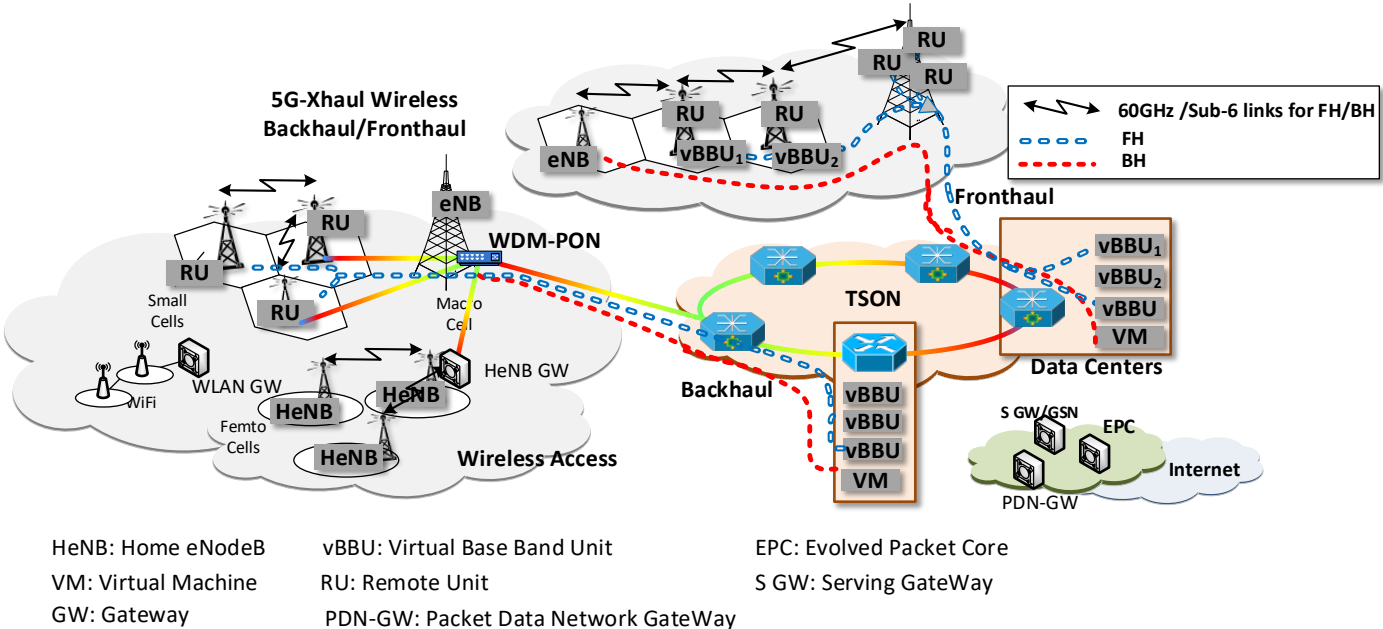 RU
RU
RU
5G-Xhaul Wireless
Backhaul/Fronthaul
60GHz /Sub-6 links for FH/BH
FH
BH
RU
RU
eNB
vBBU1
vBBU2
Fronthaul
eNB
RU
WDM-PON
RU
RU
Small
Cells
Macro
Cell
TSON
vBBU1
vBBU2
vBBU
VM
Data Centers
WiFi
WLAN GW
HeNB GW
Backhaul
HeNB
HeNB
Femto
Cells
HeNB
Wireless Access
vBBU
vBBU
vBBU
VM
S GW/GSN
EPC
Internet
PDN-GW
HeNB: Home eNodeB
vBBU: Virtual Base Band Unit
EPC: Evolved Packet Core
VM: Virtual Machine
RU: Remote Unit
S GW: Serving GateWay
GW: Gateway
PDN-GW: Packet Data Network GateWay